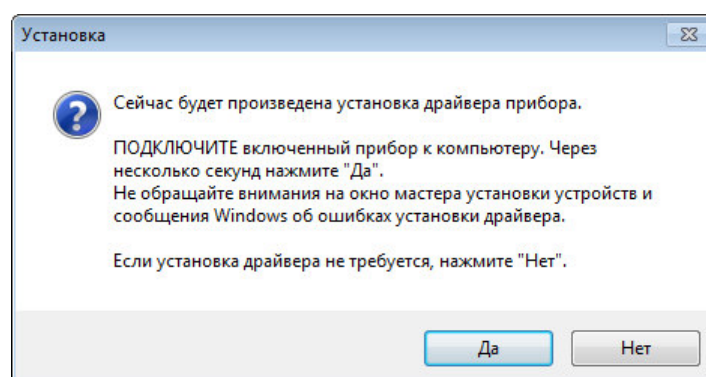 Установка
Сейчас будет произведена установка драйвера прибора.
ПОДКЛЮЧИТЕ включенный прибор к компьютеру. Через
несколько секунд нажмите "Да".
Не обращайте внимания на окно мастера установки устройств и
сообщения Windows об ошибках установки драйвера.
Если установка драйвера не требуется, нажмите "Нет".
Да
Нет